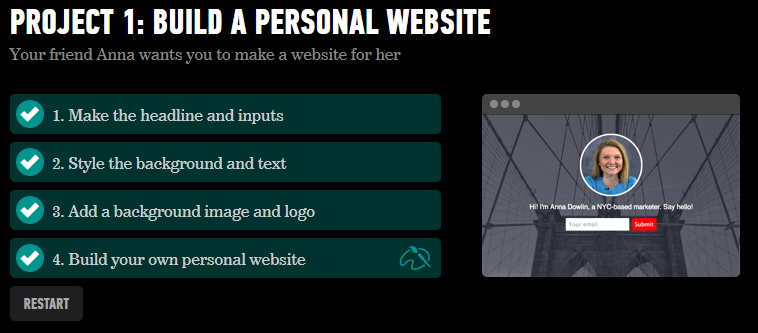 PROJECT 1: BUILD A PERSONAL WEBSITE
Your friend Anna wants you to make a website for her
1. Make the headline and inputs
2. Style the background and text
3. Add a background image and logo
4. Build your own personal website
RESTART
Hi! I'm Anna Dowlin, a NYC-based marketer. Say hello!
Your email Submit